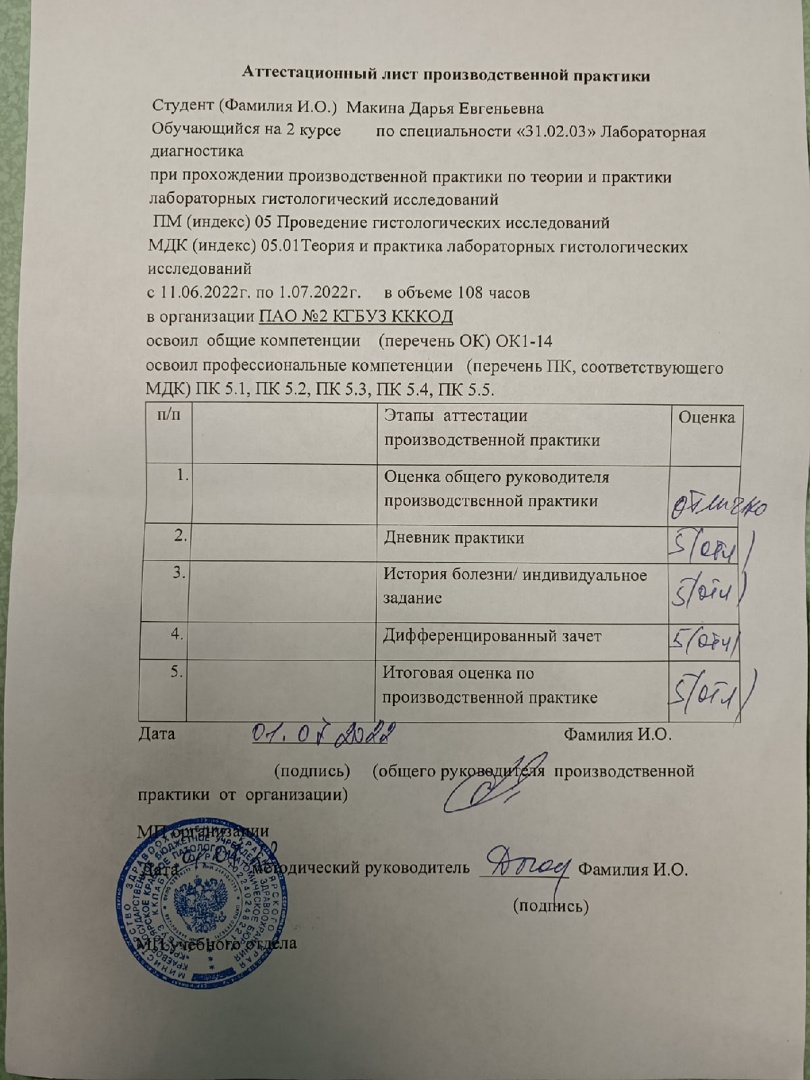 Аттестационный лист производственной практики
Студент (Фамилия И.О.) Макина Дарья Евгеньевна
Обучающийся на 2 курсе по специальности «31.02.03» Лабораторная
диагностика
при прохождении производственной практики по теории и практики
лабораторных гистологический исследований
ПМ (индекс) 05 Проведение гистологических исследований
МДК (индекс) 05.01Теория и практика лабораторных гистологических
исследований
с 11.06.2022г. по 1.07.2022г. в объеме 108 часов
в организации ПАО №2 КГБУЗ КККОД
освоил общие компетенции (перечень ОК) ОК1-14
освоил профессиональные компетенции (перечень ПК, соответствующего
МДК) ПК 5.1, ПК 5.2, ПК 5.3, ПК 5.4, ПК 5.5.
п/п Этапы аттестации Оценка
производственной практики
1. Оценка общего руководителя
производственной практики отлично
2. Дневник практики 5(отл)
3. История болезни/ индивидуальное
задание 5(отл)
4. Дифференцированный зачет 5(отл)
5. Итоговая оценка по
производственной практике 5(отл)
Дата 01.07.2022 Фамилия И.О.
(подпись) (общего руководителя производственной
практики от организации)
МП организации
Дата методический руководитель Фамилия И.О.
(подпись)
МП учебного отдела